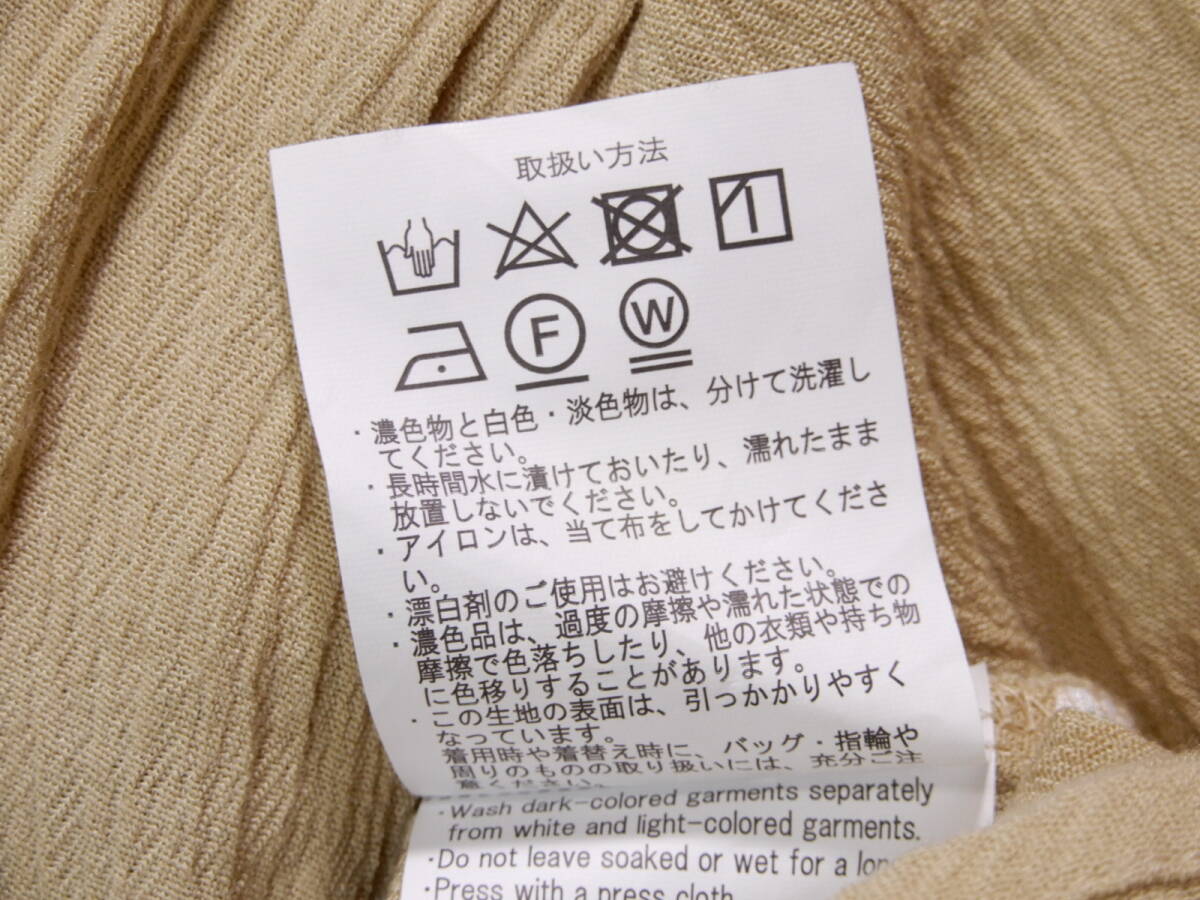 取扱い方法
F W
・濃色物と白色・淡色物は、分けて洗濯し
てください。
・長時間水に漬けておいたり、濡れたまま
放置しないでください。
・アイロンは、当て布をしてかけてくださ
い。
・漂白剤のご使用はお避けください。
・濃色品は、過度の摩擦や濡れた状態での
摩擦で色落ちしたり、他の衣類や持ち物
に色移りすることがあります。
・この生地の表面は、引っかかりやすく
なっています。
着用時や着替え時に、バッグ・指輪や
周りのものの取り扱いには、充分ご注
意ください。
・Wash dark-colored garments separately
from white and light-colored garments.
・Do not leave soaked or wet for a
・Press with a press cloth